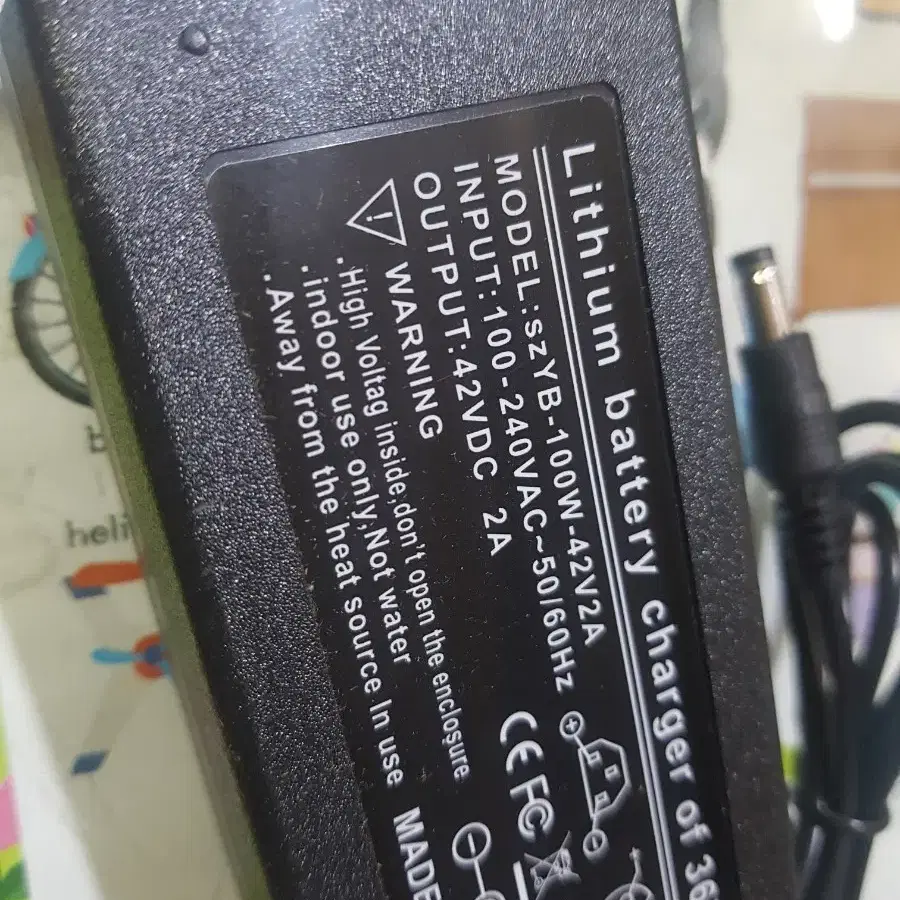 Lithium battery charger of 36
MODEL:szYB-100W-42V2A
INPUT:100-240VAC~50/60Hz
OUTPUT:42VDC 2A
WARNING
.High Voltag inside,don't open the enclosure
.indoor use only,Not water
.Away from the heat source In use
CE FC
MADE
b
heli